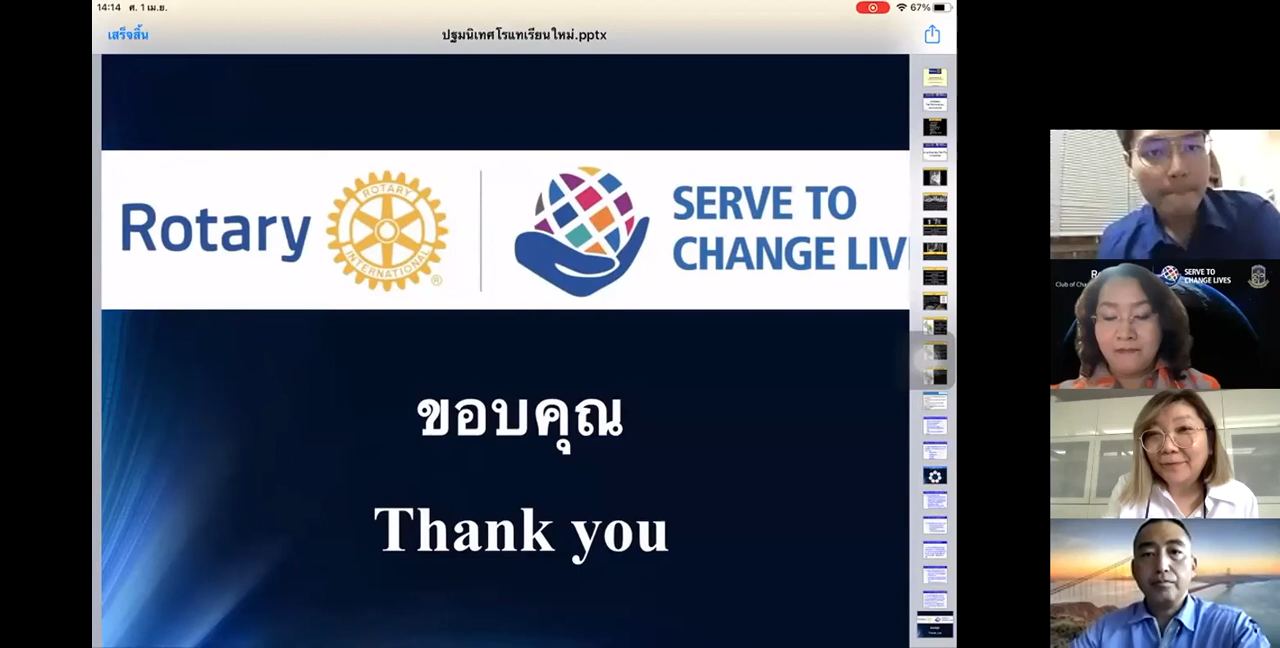 14:14 ศ. 1 เม.ย.
67%
เสร็จสิ้น
ปฐมนิเทศโรแทเรียนใหม่.pptx
Rotary
ROTARY
INTERNATIONAL
®
SERVE TO
CHANGE LIV
ขอบคุณ
Thank you
SERVE TO
CHANGE LIVES
Club of